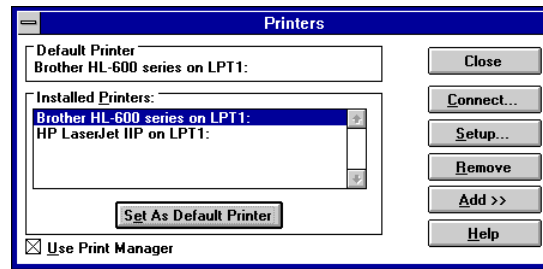 Printers
Default Printer
Brother HL-600 series on LPT1:
Installed Printers:
Brother HL-600 series on LPT1:
HP LaserJet IIP on LPT1:
Set As Default Printer
Use Print Manager
Close
Connect...
Setup...
Remove
Add >>
Help